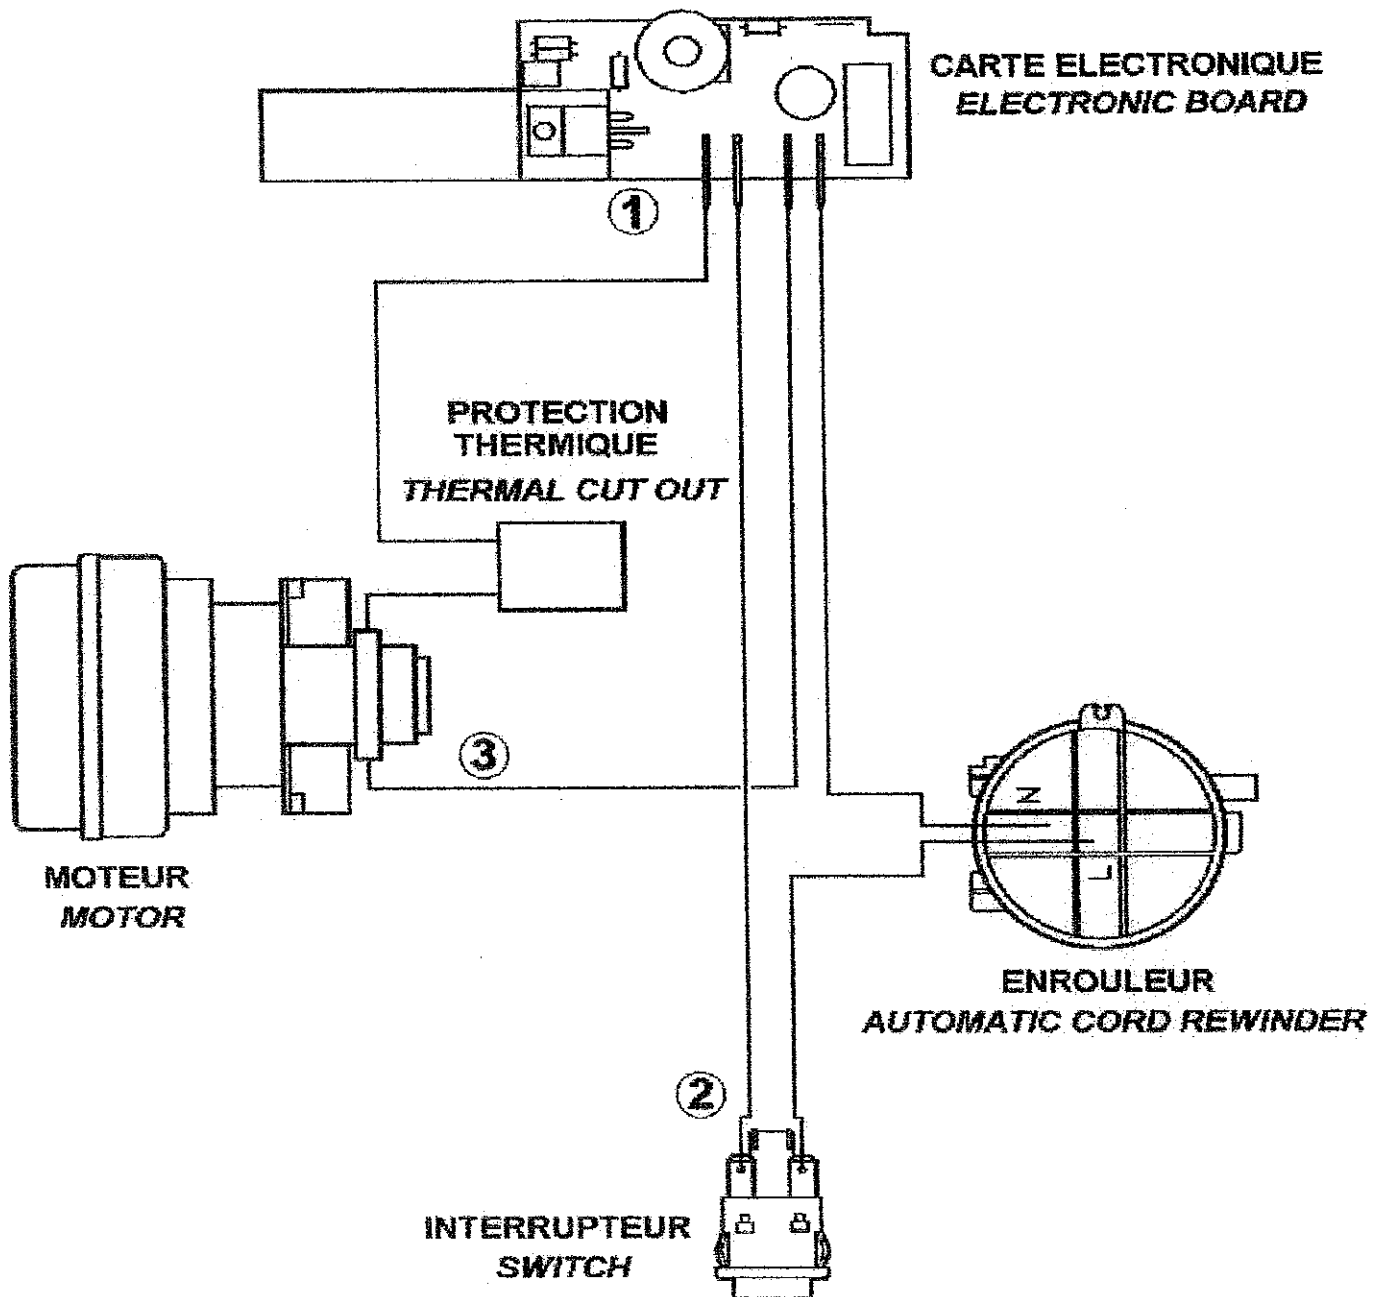 CARTE ELECTRONIQUE
ELECTRONIC BOARD
1
PROTECTION
THERMIQUE
THERMAL CUT OUT
3
N
L
MOTEUR
MOTOR
ENROULEUR
AUTOMATIC CORD REWINDER
2
INTERRUPTEUR
SWITCH